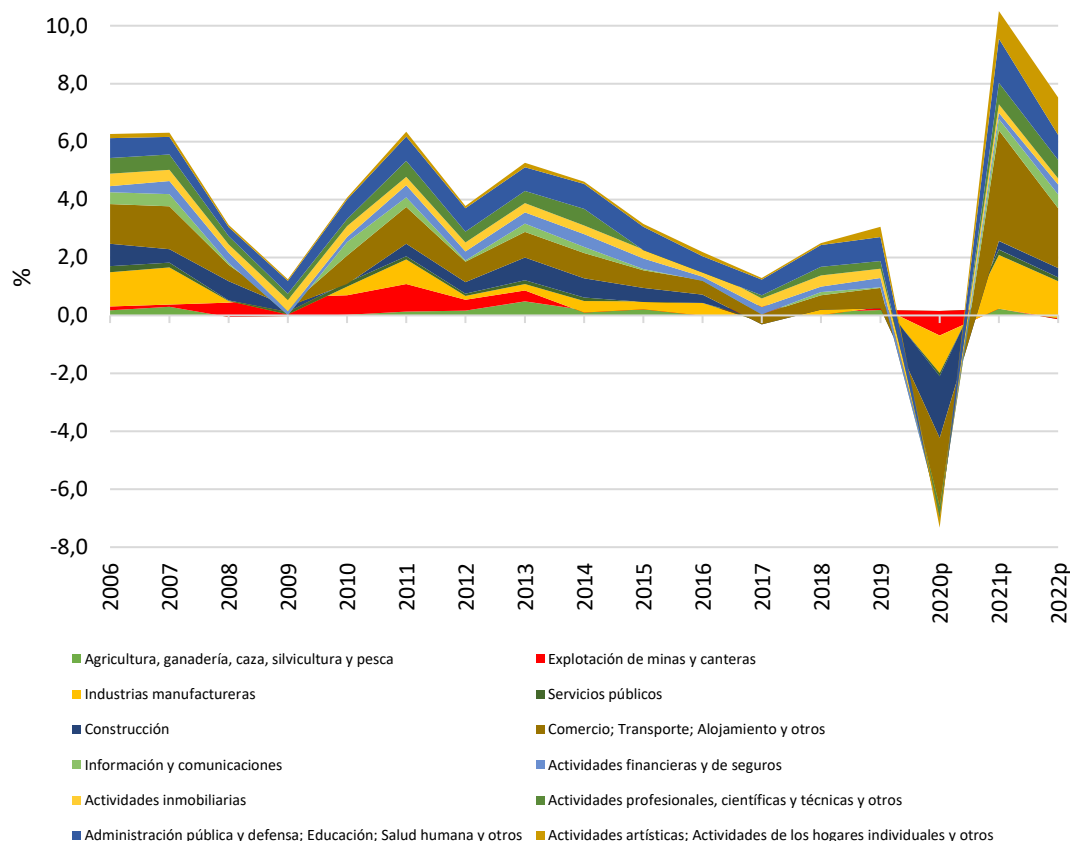 10,0
8,0
6,0
4,0
2,0
0,0
-2,0
-4,0
-6,0
-8,0
%
2006 2007 2008 2009 2010 2011 2012 2013 2014 2015 2016 2017 2018 2019 2020p 2021p 2022p
Agricultura, ganadería, caza, silvicultura y pesca Explotación de minas y canteras
Industrias manufactureras Servicios públicos
Construcción Comercio; Transporte; Alojamiento y otros
Información y comunicaciones Actividades financieras y de seguros
Actividades inmobiliarias Actividades profesionales, científicas y técnicas y otros
Administración pública y defensa; Educación; Salud humana y otros Actividades artísticas; Actividades de los hogares individuales y otros